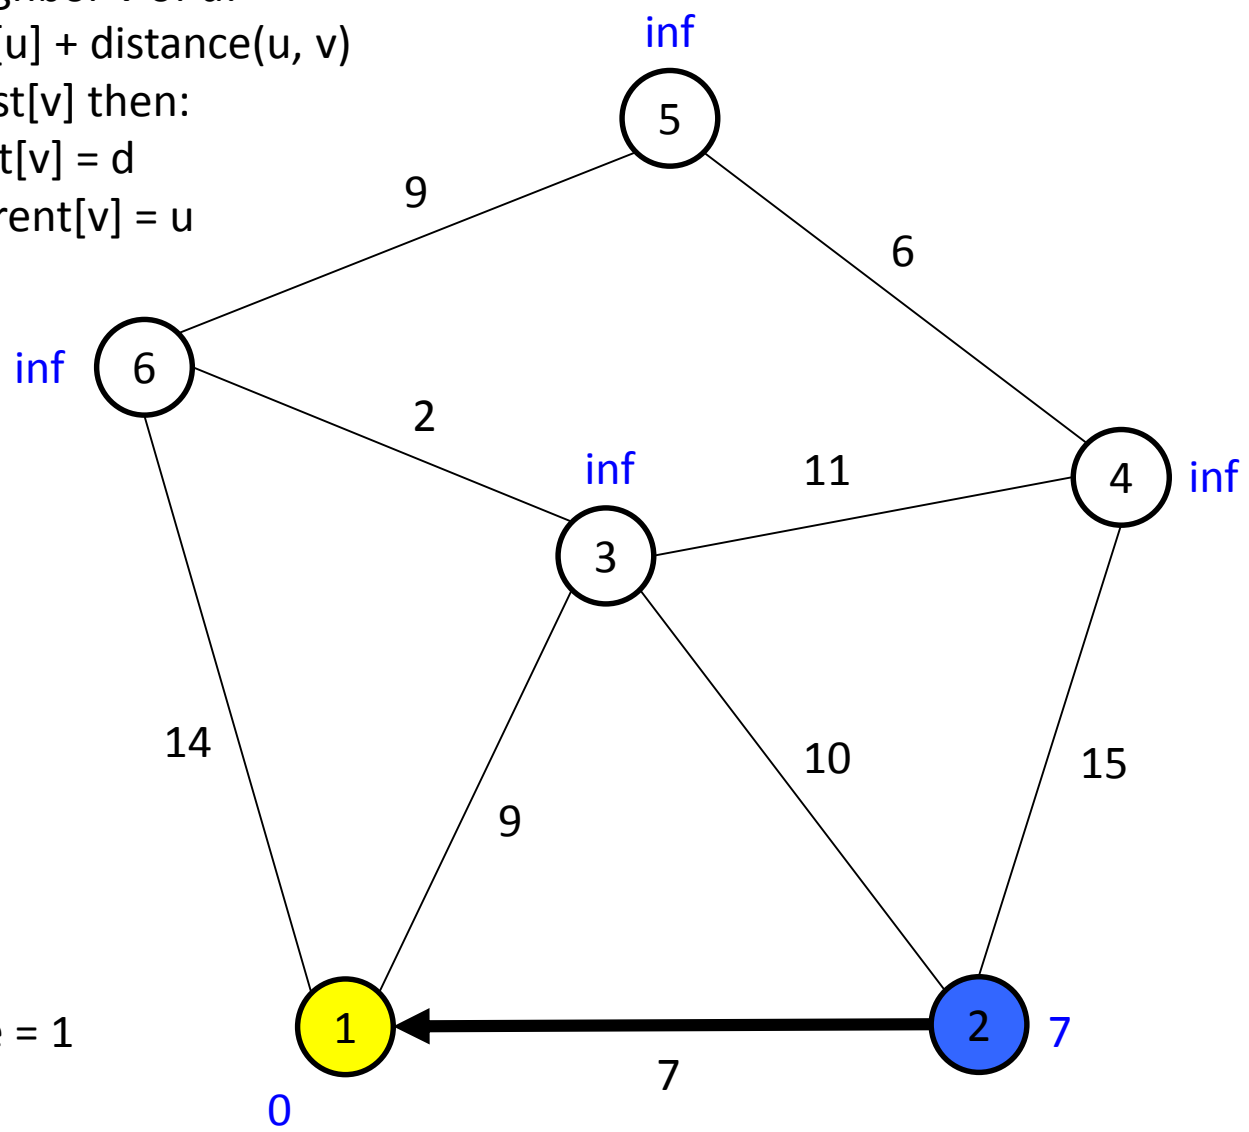 [u] + distance(u, v)
st[v] then:
t[v] = d
rent[v] = u
inf
5
9
6
inf
6
2
inf
11
4
inf
3
14
10
15
9
= 1
1
2
7
7
0